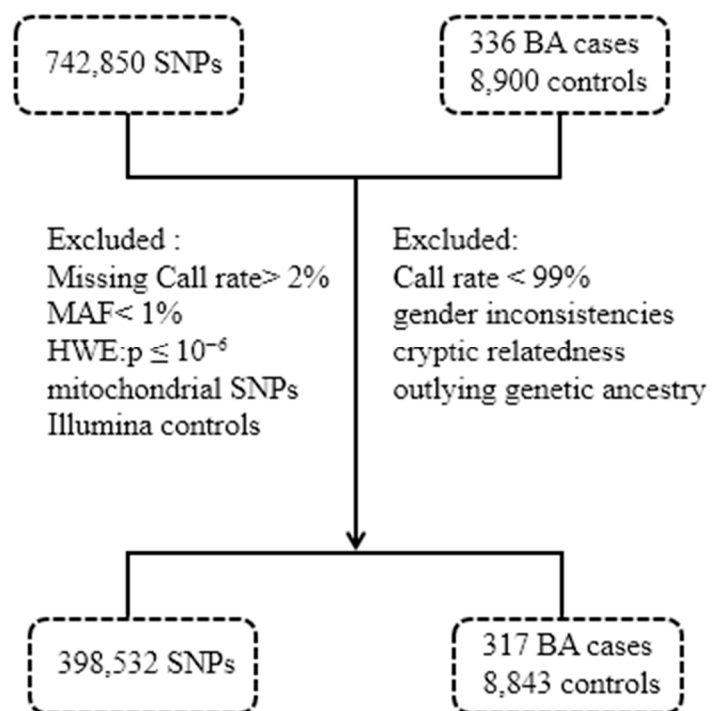 742,850 SNPs
336 BA cases
8,900 controls
Excluded :
Missing Call rate> 2%
MAF< 1%
HWE:p ≤ 10⁻⁶
mitochondrial SNPs
Illumina controls
Excluded:
Call rate < 99%
gender inconsistencies
cryptic relatedness
outlying genetic ancestry
398,532 SNPs
317 BA cases
8,843 controls